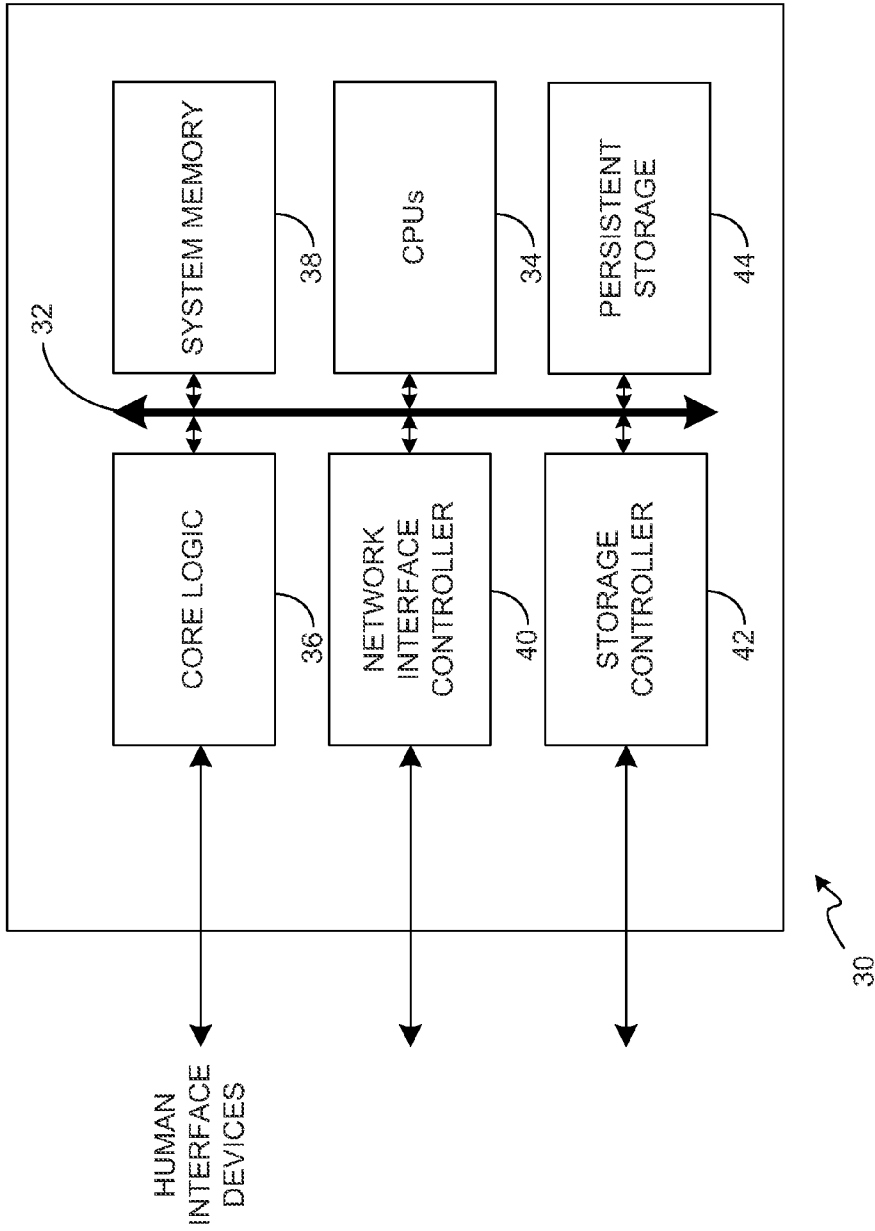 HUMAN
INTERFACE
DEVICES
CORE LOGIC
36
NETWORK
INTERFACE
CONTROLLER
40
STORAGE
CONTROLLER
42
32
SYSTEM MEMORY
38
CPUs
34
PERSISTENT
STORAGE
44
30